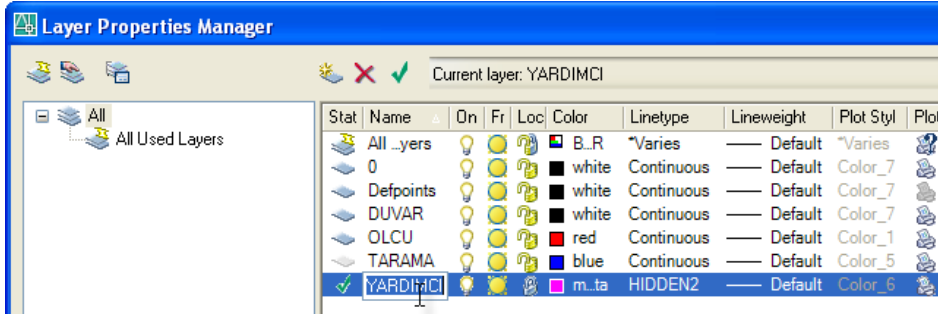 Layer Properties Manager
Current layer: YARDIMCI
All
All Used Layers
Stat Name On Fr Loc Color Linetype Lineweight Plot Styl Plot
All ...yers B...R *Varies Default *Varies
0 white Continuous Default Color_7
Defpoints white Continuous Default Color_7
DUVAR white Continuous Default Color_7
OLCU red Continuous Default Color_1
TARAMA blue Continuous Default Color_5
YARDIMCI m...ta HIDDEN2 Default Color_6